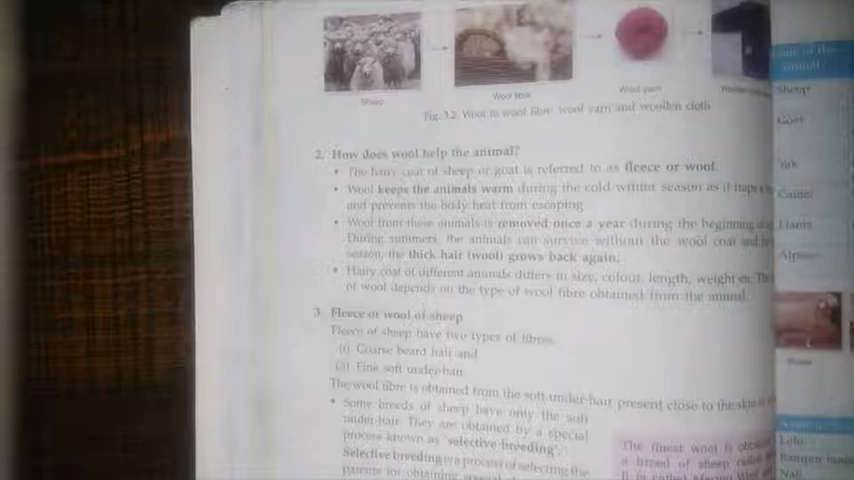 Sheep
Wool fibre
Wool yarn
Fig. 3.2 Wool to wool fibre, wool yarn and woollen cloth
2. How does wool help the animal?
• The hairy coat of sheep or goat is referred to as fleece or wool.
• Wool keeps the animals warm during the cold winter season as it traps
and prevents the body heat from escaping
• Wool from these animals is removed once a year during the beginning of
During summers, the animals can survive without the wool coat and
season, the thick hair (wool) grows back again.
• Hairy coat of different animals differs in size, colour, length, weight etc. The
of wool depends on the type of wool fibre obtained from the animal.
3. Fleece or wool of sheep
Fleece of sheep have two types of fibres.
(i) Coarse beard hair and
(ii) Fine soft under-hair
The wool fibre is obtained from the soft under-hair present close to the skin
• Some breeds of sheep have only the soft
under-hair. They are obtained by a special
process known as 'selective breeding'.
Selective breeding is a process of selecting the
parents for obtaining special
The finest wool is
a breed of sheep called
It is called Merino Wool
animal
Sheep
Goat
Yak
Camel
Llama
Alpaca
Lohi
Rampur
Nali